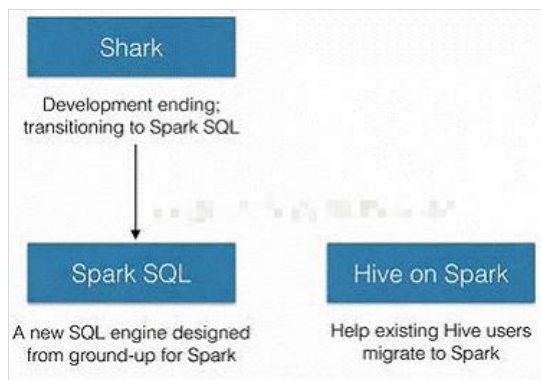 Shark
Development ending;
transitioning to Spark SQL
Spark SQL
A new SQL engine designed
from ground-up for Spark
Hive on Spark
Help existing Hive users
migrate to Spark